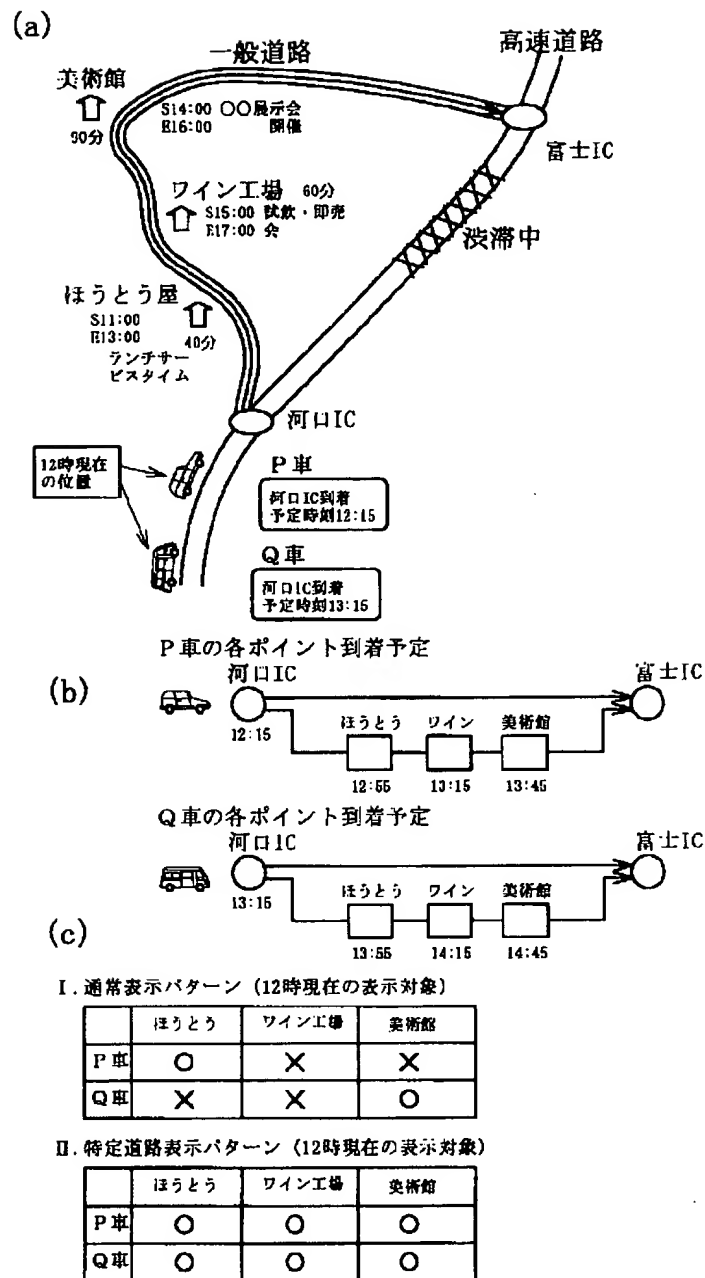 (a)
一般道路
高速道路
美術館
90分
S14:00 〇〇展示会
E16:00 開催
富士IC
ワイン工場 60分
S15:00 試飲・即売
E17:00 会
渋滞中
ほうとう屋
S11:00
E13:00
40分
ランチサー
ビスタイム
河口IC
12時現在
の位置
P車
河口IC到着
予定時刻12:15
Q車
河口IC到着
予定時刻13:15
P車の各ポイント到着予定
(b)
河口IC
富士IC
ほうとう ワイン 美術館
12:15
12:55 13:15 13:45
Q車の各ポイント到着予定
河口IC
富士IC
ほうとう ワイン 美術館
13:15
13:55 14:15 14:45
(c)
I.通常表示パターン(12時現在の表示対象)
ほうとう ワイン工場 美術館
P車 ○ × ×
Q車 × × ○
II.特定道路表示パターン(12時現在の表示対象)
ほうとう ワイン工場 美術館
P車 ○ ○ ○
Q車 ○ ○ ○